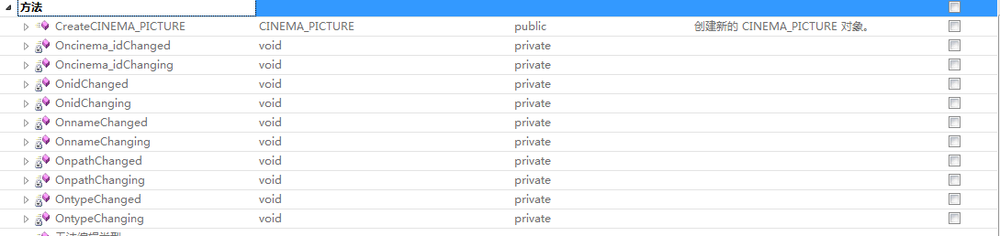 方法
CreateCINEMA_PICTURE CINEMA_PICTURE public 创建新的 CINEMA_PICTURE 对象。
Oncinema_idChanged void private
Oncinema_idChanging void private
OnidChanged void private
OnidChanging void private
OnnameChanged void private
OnnameChanging void private
OnpathChanged void private
OnpathChanging void private
OntypeChanged void private
OntypeChanging void private